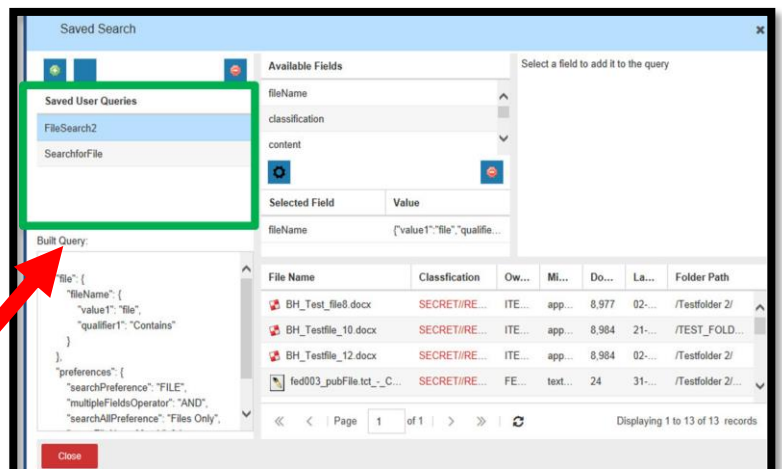 Saved Search
Saved User Queries
FileSearch2
SearchforFile
Built Query:
"file": {
"fileName": {
"value1": "file",
"qualifier1": "Contains"
}
},
"preferences": {
"searchPreference": "FILE",
"multipleFieldsOperator": "AND",
"searchAllPreference": "Files Only",
Close
Available Fields
fileName
classification
content
Selected Field Value
fileName {"value1":"file","qualifie...
Select a field to add it to the query
File Name Classfication Ow... Mi... Do... La... Folder Path
BH_Test_file8.docx SECRET//RE... ITE... app... 8,977 02-... /Testfolder 2/
BH_Testfile_10.docx SECRET//RE... ITE... app... 8,984 21-... /TEST_FOLD...
BH_Testfile_12.docx SECRET//RE... ITE... app... 8,984 02-... /Testfolder 2/
fed003_pubFile.tct_-_C... SECRET//RE... FE... text... 24 31-... /Testfolder 2/...
Page 1 of 1 Displaying 1 to 13 of 13 records